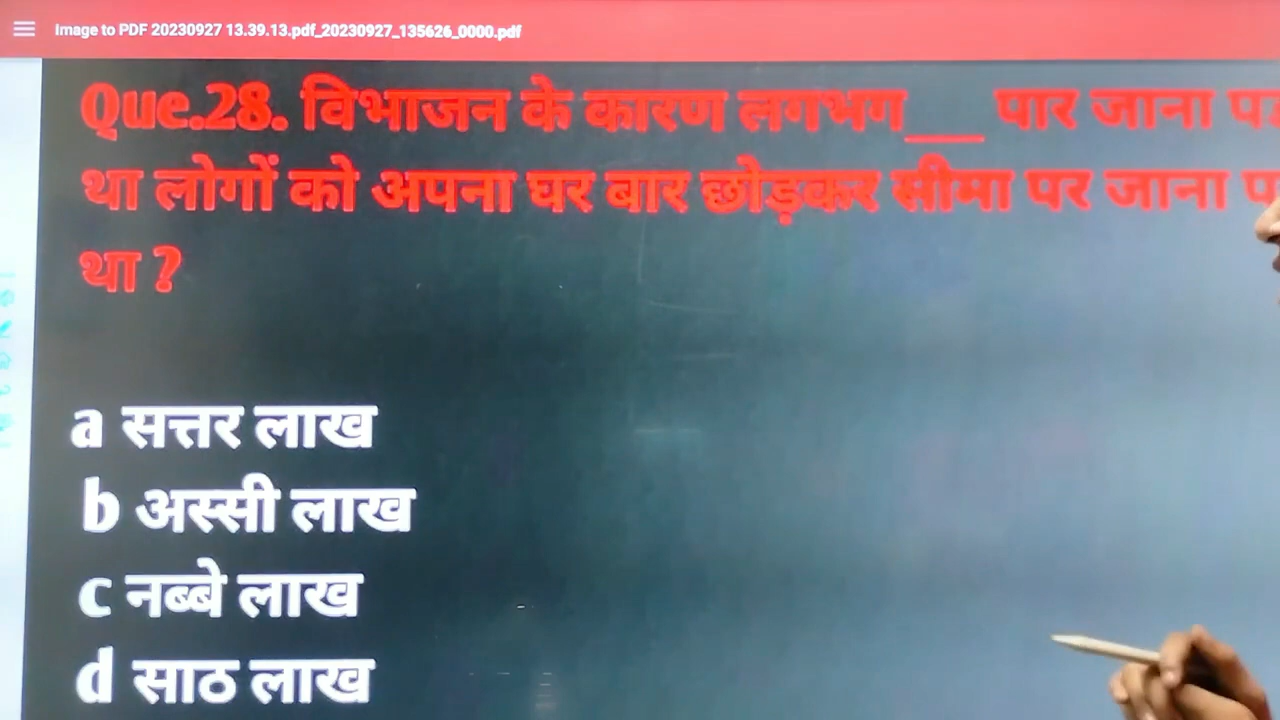 Image to PDF 20230927 13.39.13.pdf_20230927_135626_0000.pdf
Que.28. विभाजन के कारण लगभग___ पार जाना
था लोगों को अपना घर बार छोड़कर सीमा पर जाना
था ?
a सत्तर लाख
b अस्सी लाख
c नब्बे लाख
d साठ लाख